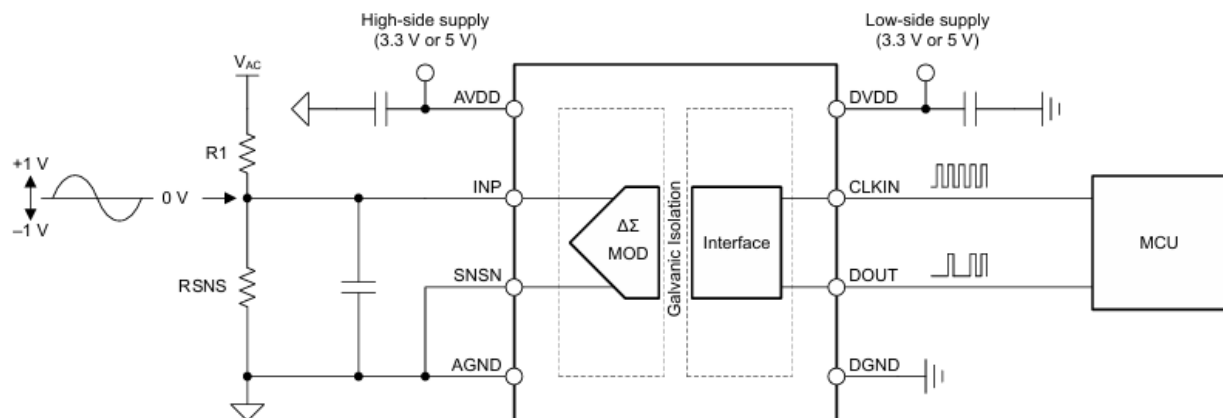 High-side supply
(3.3 V or 5 V)
Low-side supply
(3.3 V or 5 V)
VAC
AVDD
DVDD
R1
+1 V
0 V
–1 V
INP
CLKIN
ΔΣ
MOD
Galvanic Isolation
Interface
MCU
RSNS
SNSN
DOUT
AGND
DGND